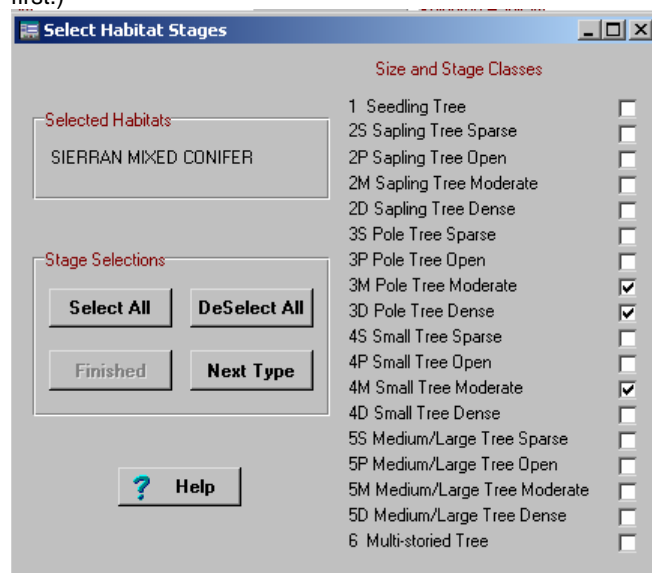 first.)
Select Habitat Stages
Size and Stage Classes
Selected Habitats
SIERRAN MIXED CONIFER
Stage Selections
Select All
DeSelect All
Finished
Next Type
? Help
1 Seedling Tree
2S Sapling Tree Sparse
2P Sapling Tree Open
2M Sapling Tree Moderate
2D Sapling Tree Dense
3S Pole Tree Sparse
3P Pole Tree Open
3M Pole Tree Moderate
3D Pole Tree Dense
4S Small Tree Sparse
4P Small Tree Open
4M Small Tree Moderate
4D Small Tree Dense
5S Medium/Large Tree Sparse
5P Medium/Large Tree Open
5M Medium/Large Tree Moderate
5D Medium/Large Tree Dense
6 Multi-storied Tree